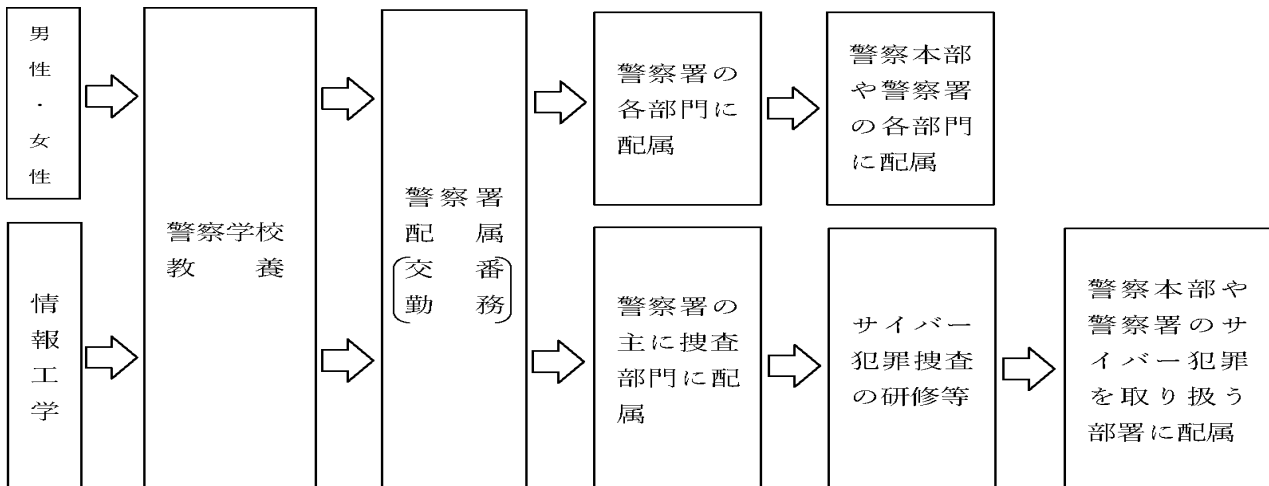 男
性
・
女
性
情
報
工
学
警察学校
教養
警察署
配属
（交番
勤務）
警察署の
各部門に
配属
警察本部
や警察署
の各部門
に配属
警察署の
主に捜査
部門に配
属
サイバー
犯罪捜査
の研修等
警察本部や
警察署のサ
イバー犯罪
を取り扱う
部署に配属